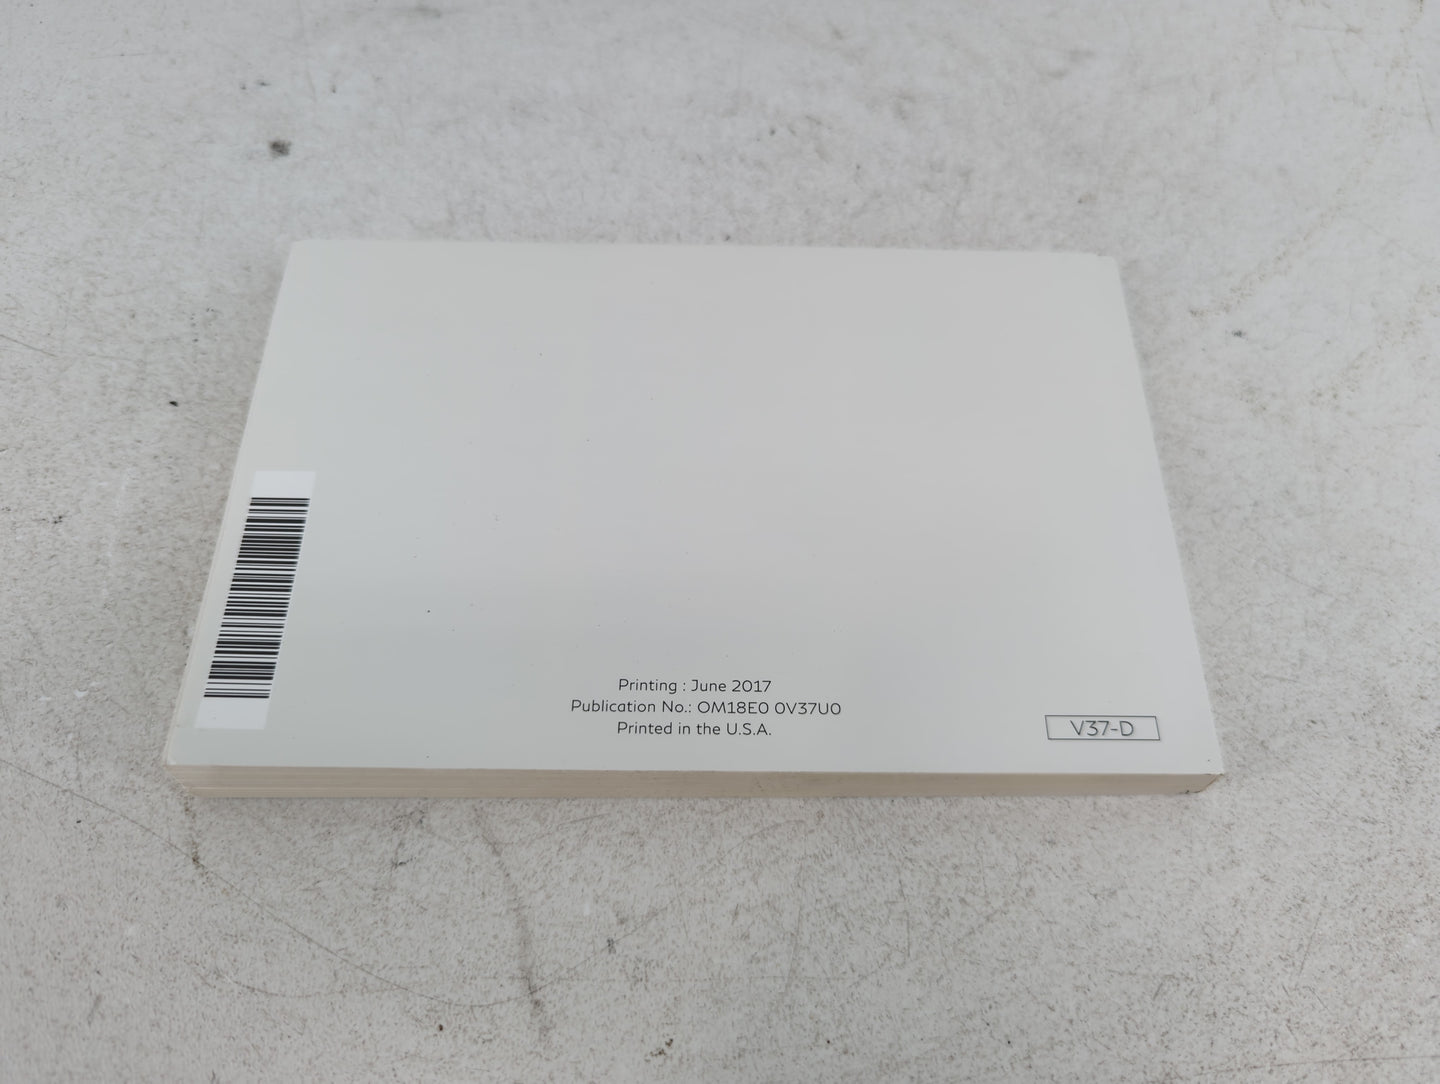 Printing : June 2017
Publication No.: OM18E0 0V37U0
Printed in the U.S.A.
V37-D